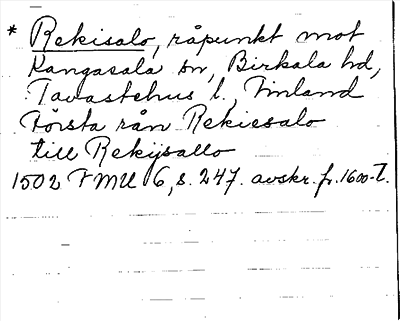 * Rekisalo, råpunkt mot
Kangasala sn, Birkala hd,
Tavastehus l, Finland
Första rån Rekiesalo
till Rekijsallo
1502 FMU 6, s. 247. avskr. fr. 1600-t.